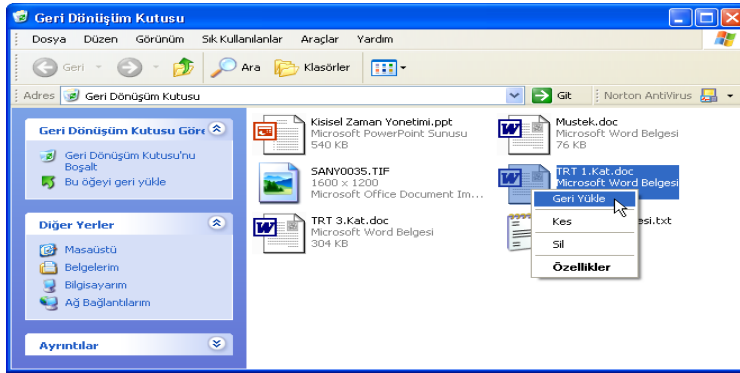 Geri Dönüşüm Kutusu
Dosya Düzen Görünüm Sık Kullanılanlar Araçlar Yardım
Geri Ara Klasörler
Adres Geri Dönüşüm Kutusu Git Norton AntiVirus
Geri Dönüşüm Kutusu Göre
Geri Dönüşüm Kutusu'nu
Boşalt
Bu öğeyi geri yükle
Diğer Yerler
Masaüstü
Belgelerim
Bilgisayarım
Ağ Bağlantılarım
Ayrıntılar
Kisisel Zaman Yonetimi.ppt
Microsoft PowerPoint Sunusu
540 KB
Mustek.doc
Microsoft Word Belgesi
76 KB
SANY0035.TIF
1600 x 1200
Microsoft Office Document Im...
TRT 1.Kat.doc
Microsoft Word Belgesi
TRT 3.Kat.doc
Microsoft Word Belgesi
304 KB
Geri Yükle
Kes
Sil
Özellikler